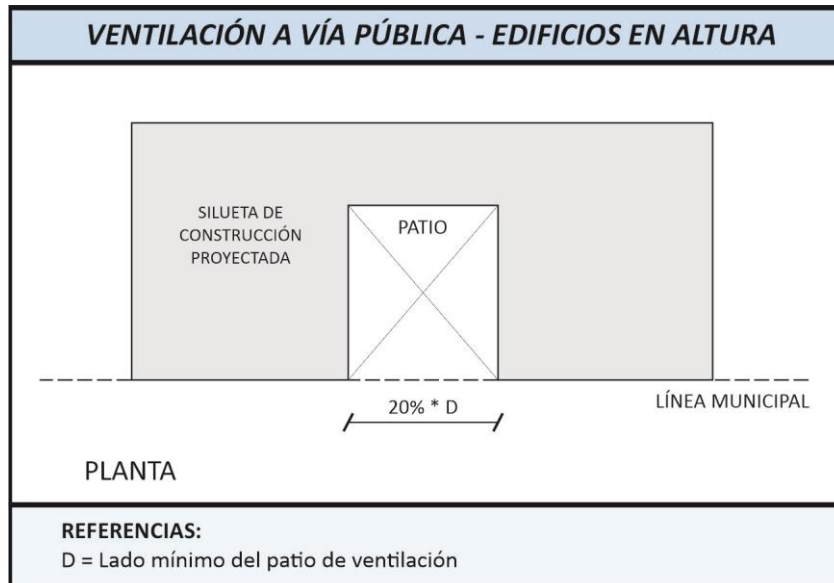 VENTILACIÓN A VÍA PÚBLICA - EDIFICIOS EN ALTURA
SILUETA DE
CONSTRUCCIÓN
PROYECTADA
PATIO
20% * D
LÍNEA MUNICIPAL
PLANTA
REFERENCIAS:
D = Lado mínimo del patio de ventilación